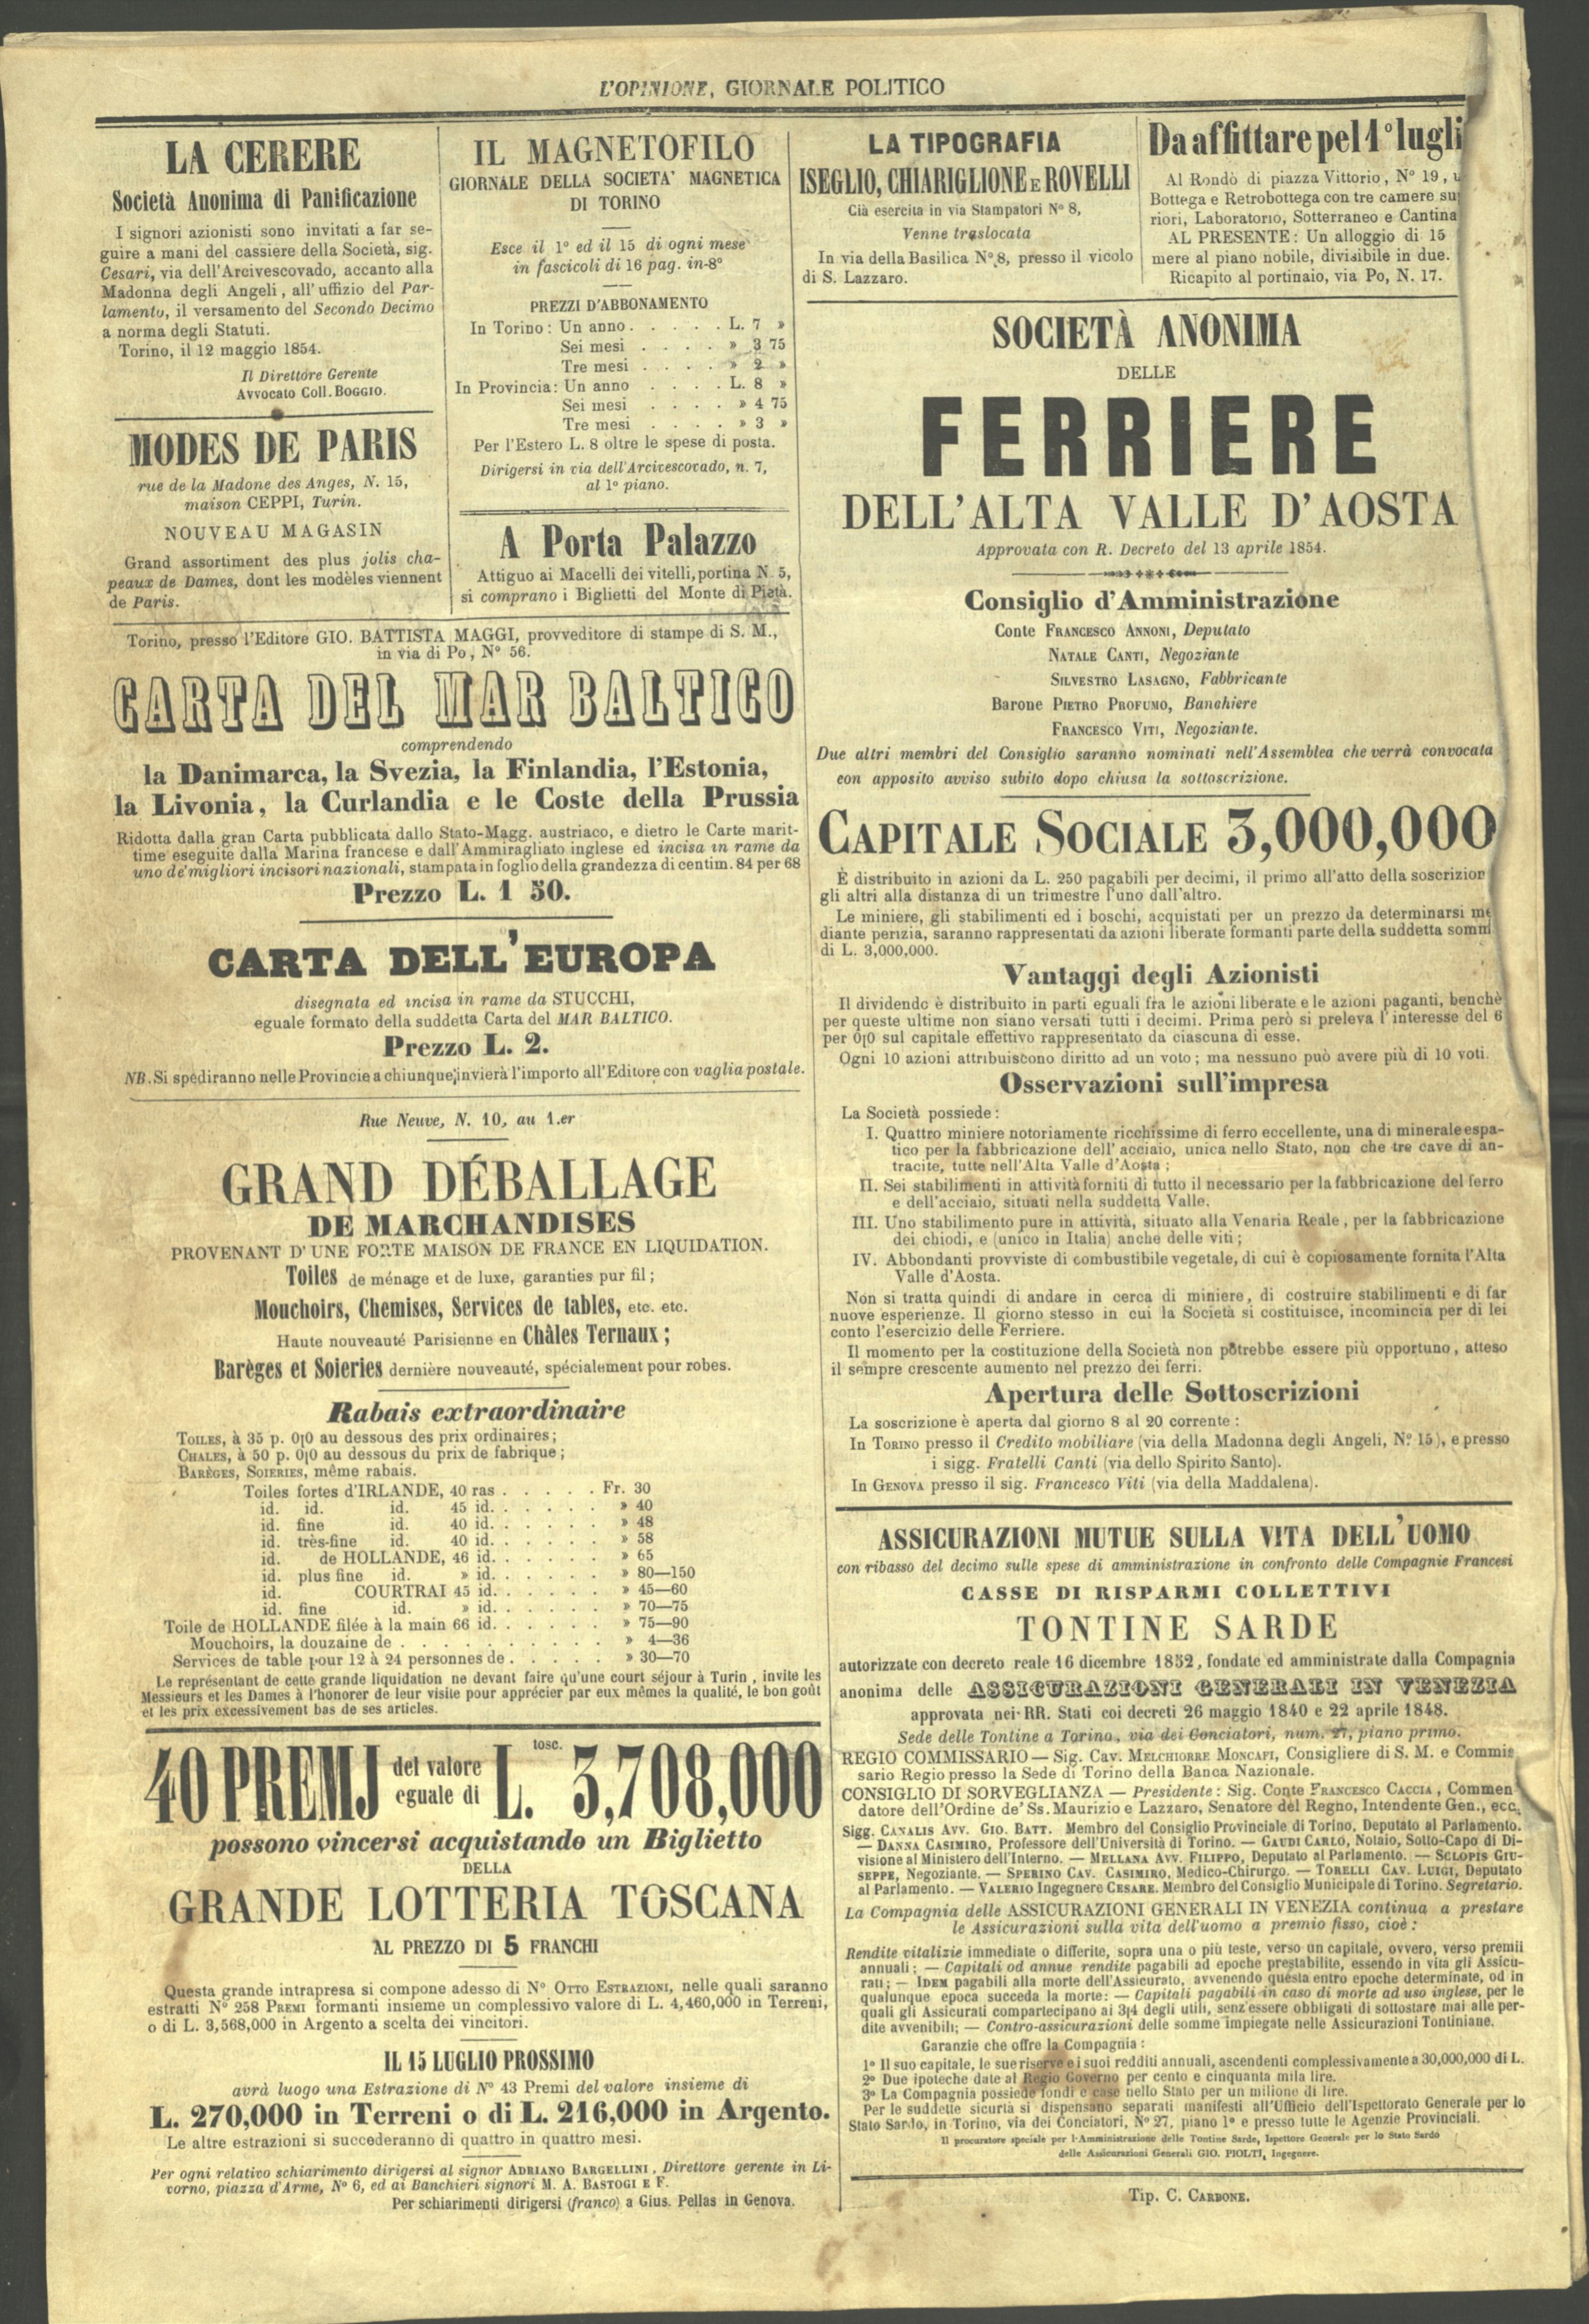 L'OPINIONE, GIORNALE POLITICO
LA CERERE
Società Anonima di Panificazione
I signori azionisti sono invitati a far se-
guire a mani del cassiere della Società, sig.
Cesari, via dell'Arcivescovado, accanto alla
Madonna degli Angeli, all'uffizio del Par-
lamento, il versamento del Secondo Decimo
a norma degli Statuti.
Torino, il 12 maggio 1854.
Il Direttore Gerente
Avvocato Coll. BOGGIO.
MODES DE PARIS
rue de la Madone des Anges, N. 15,
maison CEPPI, Turin.
NOUVEAU MAGASIN
Grand assortiment des plus jolis cha-
peaux de Dames, dont les modèles viennent
de Paris.
IL MAGNETOFILO
GIORNALE DELLA SOCIETA' MAGNETICA
DI TORINO
Esce il 1º ed il 15 di ogni mese
in fascicoli di 16 pag. in-8º
PREZZI D'ABBONAMENTO
In Torino: Un anno . . . . . L. 7 »
Sei mesi . . . . » 3 75
Tre mesi . . . . » 2 »
In Provincia: Un anno . . . . L. 8 »
Sei mesi . . . . » 4 75
Tre mesi . . . . » 3 »
Per l'Estero L. 8 oltre le spese di posta.
Dirigersi in via dell'Arcivescovado, n. 7,
al 1º piano.
A Porta Palazzo
Attiguo ai Macelli dei vitelli, portina N. 5,
si comprano i Biglietti del Monte di Pietà.
Torino, presso l'Editore GIO. BATTISTA MAGGI, provveditore di stampe di S. M.,
in via di Po, Nº 56.
CARTA DEL MAR BALTICO
comprendendo
la Danimarca, la Svezia, la Finlandia, l'Estonia,
la Livonia, la Curlandia e le Coste della Prussia
Ridotta dalla gran Carta pubblicata dallo Stato-Magg. austriaco, e dietro le Carte marit-
time eseguite dalla Marina francese e dall'Ammiragliato inglese ed incisa in rame da
uno de' migliori incisori nazionali, stampata in foglio della grandezza di centim. 84 per 68
Prezzo L. 1 50.
CARTA DELL'EUROPA
disegnata ed incisa in rame da STUCCHI,
eguale formato della suddetta Carta del MAR BALTICO.
Prezzo L. 2.
NB. Si spediranno nelle Provincie a chiunque invierà l'importo all'Editore con vaglia postale.
Rue Neuve, N. 10, au 1.er
GRAND DÉBALLAGE
DE MARCHANDISES
PROVENANT D'UNE FORTE MAISON DE FRANCE EN LIQUIDATION.
Toiles de ménage et de luxe, garanties pur fil;
Mouchoirs, Chemises, Services de tables, etc. etc.
Haute nouveauté Parisienne en Châles Ternaux;
Barèges et Soieries dernière nouveauté, spécialement pour robes.
Rabais extraordinaire
TOILES, à 35 p. 0|0 au dessous des prix ordinaires;
CHALES, à 50 p. 0|0 au dessous du prix de fabrique;
BARÈGES, SOIERIES, même rabais.
Toiles fortes d'IRLANDE, 40 ras . . . . . Fr. 30
id. id. id. 45 id. . . . . . » 40
id. fine id. 40 id. . . . . . » 48
id. très-fine id. 40 id. . . . . . » 58
id. de HOLLANDE, 46 id. . . . . . » 65
id. plus fine id. » id. . . . . . » 80—150
id. COURTRAI 45 id. . . . . . » 45—60
id. fine id. » id. . . . . . » 70—75
Toile de HOLLANDE filée à la main 66 id. . . . . . » 75—90
Mouchoirs, la douzaine de . . . . . . . . . » 4—36
Services de table pour 12 à 24 personnes de . . . . . » 30—70
Le représentant de cette grande liquidation ne devant faire qu'une court séjour à Turin, invite les
Messieurs et les Dames à l'honorer de leur visite pour apprécier par eux mêmes la qualité, le bon goût
et les prix excessivement bas de ses articles.
40 PREMJ del valore eguale di L. tosc. 3,708,000
possono vincersi acquistando un Biglietto
DELLA
GRANDE LOTTERIA TOSCANA
AL PREZZO DI 5 FRANCHI
Questa grande intrapresa si compone adesso di Nº OTTO ESTRAZIONI, nelle quali saranno
estratti Nº 258 PREMI formanti insieme un complessivo valore di L. 4,460,000 in Terreni,
o di L. 3,568,000 in Argento a scelta dei vincitori.
IL 15 LUGLIO PROSSIMO
avrà luogo una Estrazione di Nº 43 Premi del valore insieme di
L. 270,000 in Terreni o di L. 216,000 in Argento.
Le altre estrazioni si succederanno di quattro in quattro mesi.
Per ogni relativo schiarimento dirigersi al signor ADRIANO BARGELLINI, Direttore gerente in Li-
vorno, piazza d'Arme, Nº 6, ed ai Banchieri signori M. A. BASTOGI E F.
Per schiarimenti dirigersi (franco) a Gius. Pellas in Genova.
LA TIPOGRAFIA
ISEGLIO, CHIARIGLIONE E ROVELLI
Già esercita in via Stampatori Nº 8,
Venne traslocata
In via della Basilica Nº 8, presso il vicolo
di S. Lazzaro.
Da affittare pel 1º lugli
Al Rondò di piazza Vittorio, Nº 19, u
Bottega e Retrobottega con tre camere su
riori, Laboratorio, Sotterraneo e Cantina
AL PRESENTE: Un alloggio di 15
mere al piano nobile, divisibile in due.
Ricapito al portinaio, via Po, N. 17.
SOCIETÀ ANONIMA
DELLE
FERRIERE
DELL'ALTA VALLE D'AOSTA
Approvata con R. Decreto del 13 aprile 1854.
Consiglio d'Amministrazione
Conte FRANCESCO ANNONI, Deputato
NATALE CANTI, Negoziante
SILVESTRO LASAGNO, Fabbricante
Barone PIETRO PROFUMO, Banchiere
FRANCESCO VITI, Negoziante.
Due altri membri del Consiglio saranno nominati nell'Assemblea che verrà convocata
con apposito avviso subito dopo chiusa la sottoscrizione.
CAPITALE SOCIALE 3,000,000
È distribuito in azioni da L. 250 pagabili per decimi, il primo all'atto della soscrizion
gli altri alla distanza di un trimestre l'uno dall'altro.
Le miniere, gli stabilimenti ed i boschi, acquistati per un prezzo da determinarsi me
diante perizia, saranno rappresentati da azioni liberate formanti parte della suddetta somm
di L. 3,000,000.
Vantaggi degli Azionisti
Il dividendo è distribuito in parti eguali fra le azioni liberate e le azioni paganti, benchè
per queste ultime non siano versati tutti i decimi. Prima però si preleva l'interesse del 6
per 0|0 sul capitale effettivo rappresentato da ciascuna di esse.
Ogni 10 azioni attribuiscono diritto ad un voto; ma nessuno può avere più di 10 voti.
Osservazioni sull'impresa
La Società possiede:
I. Quattro miniere notoriamente ricchissime di ferro eccellente, una di minerale espa-
tico per la fabbricazione dell'acciaio, unica nello Stato, non che tre cave di an-
tracite, tutte nell'Alta Valle d'Aosta;
II. Sei stabilimenti in attività forniti di tutto il necessario per la fabbricazione del ferro
e dell'acciaio, situati nella suddetta Valle.
III. Uno stabilimento pure in attività, situato alla Venaria Reale, per la fabbricazione
dei chiodi, e (unico in Italia) anche delle viti;
IV. Abbondanti provviste di combustibile vegetale, di cui è copiosamente fornita l'Alta
Valle d'Aosta.
Non si tratta quindi di andare in cerca di miniere, di costruire stabilimenti e di far
nuove esperienze. Il giorno stesso in cui la Società si costituisce, incomincia per di lei
conto l'esercizio delle Ferriere.
Il momento per la costituzione della Società non potrebbe essere più opportuno, atteso
il sempre crescente aumento nel prezzo dei ferri.
Apertura delle Sottoscrizioni
La soscrizione è aperta dal giorno 8 al 20 corrente:
In TORINO presso il Credito mobiliare (via della Madonna degli Angeli, Nº 15), e presso
i sigg. Fratelli Canti (via dello Spirito Santo).
In GENOVA presso il sig. Francesco Viti (via della Maddalena).
ASSICURAZIONI MUTUE SULLA VITA DELL'UOMO
con ribasso del decimo sulle spese di amministrazione in confronto delle Compagnie Francesi
CASSE DI RISPARMI COLLETTIVI
TONTINE SARDE
autorizzate con decreto reale 16 dicembre 1852, fondate ed amministrate dalla Compagnia
anonima delle ASSICURAZIONI GENERALI IN VENEZIA
approvata nei RR. Stati coi decreti 26 maggio 1840 e 22 aprile 1848.
Sede delle Tontine a Torino, via dei Conciatori, num. 27, piano primo.
REGIO COMMISSARIO — Sig. Cav. MELCHIORRE MONCAFI, Consigliere di S. M. e Commis
sario Regio presso la Sede di Torino della Banca Nazionale.
CONSIGLIO DI SORVEGLIANZA — Presidente: Sig. Conte FRANCESCO CACCIA, Commen
datore dell'Ordine de' Ss. Maurizio e Lazzaro, Senatore del Regno, Intendente Gen., ecc.
Sigg. CANALIS AVV. GIO. BATT. Membro del Consiglio Provinciale di Torino, Deputato al Parlamento.
— DANNA CASIMIRO, Professore dell'Università di Torino. — GAUDI CARLO, Notaio, Sotto-Capo di Di-
visione al Ministero dell'Interno. — MELLANA AVV. FILIPPO, Deputato al Parlamento. — SCLOPIS GIU-
SEPPE, Negoziante. — SPERINO CAV. CASIMIRO, Medico-Chirurgo. — TORELLI CAV. LUIGI, Deputato
al Parlamento. — VALERIO Ingegnere CESARE. Membro del Consiglio Municipale di Torino. Segretario.
La Compagnia delle ASSICURAZIONI GENERALI IN VENEZIA continua a prestare
le Assicurazioni sulla vita dell'uomo a premio fisso, cioè:
Rendite vitalizie immediate o differite, sopra una o più teste, verso un capitale, ovvero, verso premii
annuali; — Capitali od annue rendite pagabili ad epoche prestabilite, essendo in vita gli Assicu-
rati; — IDEM pagabili alla morte dell'Assicurato, avvenendo questa entro epoche determinate, od in
qualunque epoca succeda la morte: — Capitali pagabili in caso di morte ad uso inglese, per le
quali gli Assicurati compartecipano ai 3|4 degli utili, senz'essere obbligati di sottostare mai alle per-
dite avvenibili; — Contro-assicurazioni delle somme impiegate nelle Assicurazioni Tontiniane.
Garanzie che offre la Compagnia:
1º Il suo capitale, le sue riserve e i suoi redditi annuali, ascendenti complessivamente a 30,000,000 di L.
2º Due ipoteche date al Regio Governo per cento e cinquanta mila lire.
3º La Compagnia possiede fondi e case nello Stato per un milione di lire.
Per le suddette sicurtà si dispensano separati manifesti all'Ufficio dell'Ispettorato Generale per lo
Stato Sardo, in Torino, via dei Conciatori, Nº 27, piano 1º e presso tutte le Agenzie Provinciali.
Il procuratore speciale per l'Amministrazione delle Tontine Sarde, Ispettore Generale per lo Stato Sardo
delle Assicurazioni Generali GIO. PIOLTI, Ingegnere.
Tip. C. CARBONE.